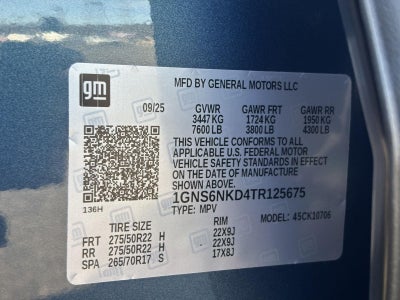 gm
MFD BY GENERAL MOTORS LLC
09/25 GVWR GAWR FRT GAWR RR
3447 KG 1724 KG 1950 KG
7600 LB 3800 LB 4300 LB
THIS VEHICLE CONFORMS TO ALL
APPLICABLE U.S. FEDERAL MOTOR
VEHICLE SAFETY STANDARDS IN EFFECT
ON THE DATE OF MANUFACTURE
SHOWN ABOVE.
1GNS6NKD4TR125675
136H TYPE: MPV MODEL: 45CK10706
TIRE SIZE RIM
FRT 275/50R22 H 22X9J
RR 275/50R22 H 22X9J
SPA 265/70R17 S 17X8J